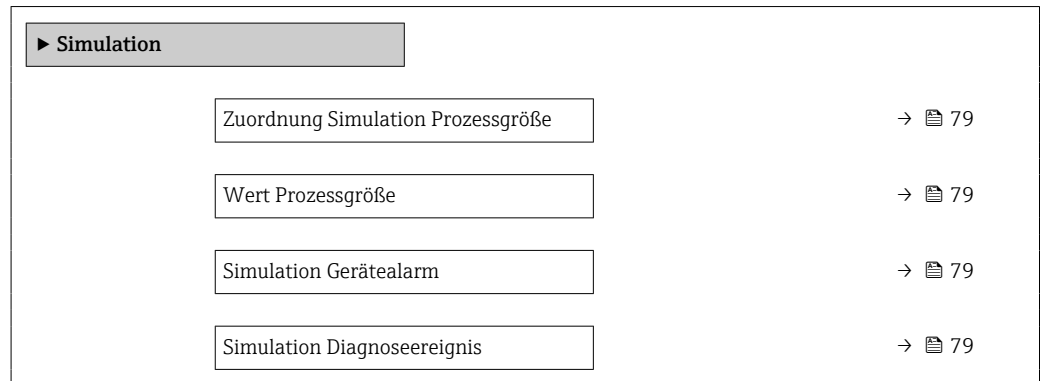 ▶ Simulation
Zuordnung Simulation Prozessgröße → 79
Wert Prozessgröße → 79
Simulation Gerätealarm → 79
Simulation Diagnoseereignis → 79